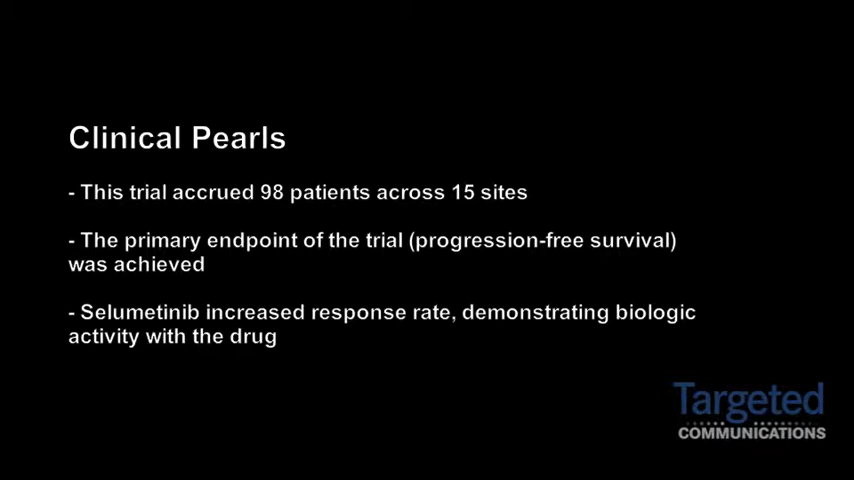 Clinical Pearls
- This trial accrued 98 patients across 15 sites
- The primary endpoint of the trial (progression-free survival)
was achieved
- Selumetinib increased response rate, demonstrating biologic
activity with the drug
Targeted
COMMUNICATIONS